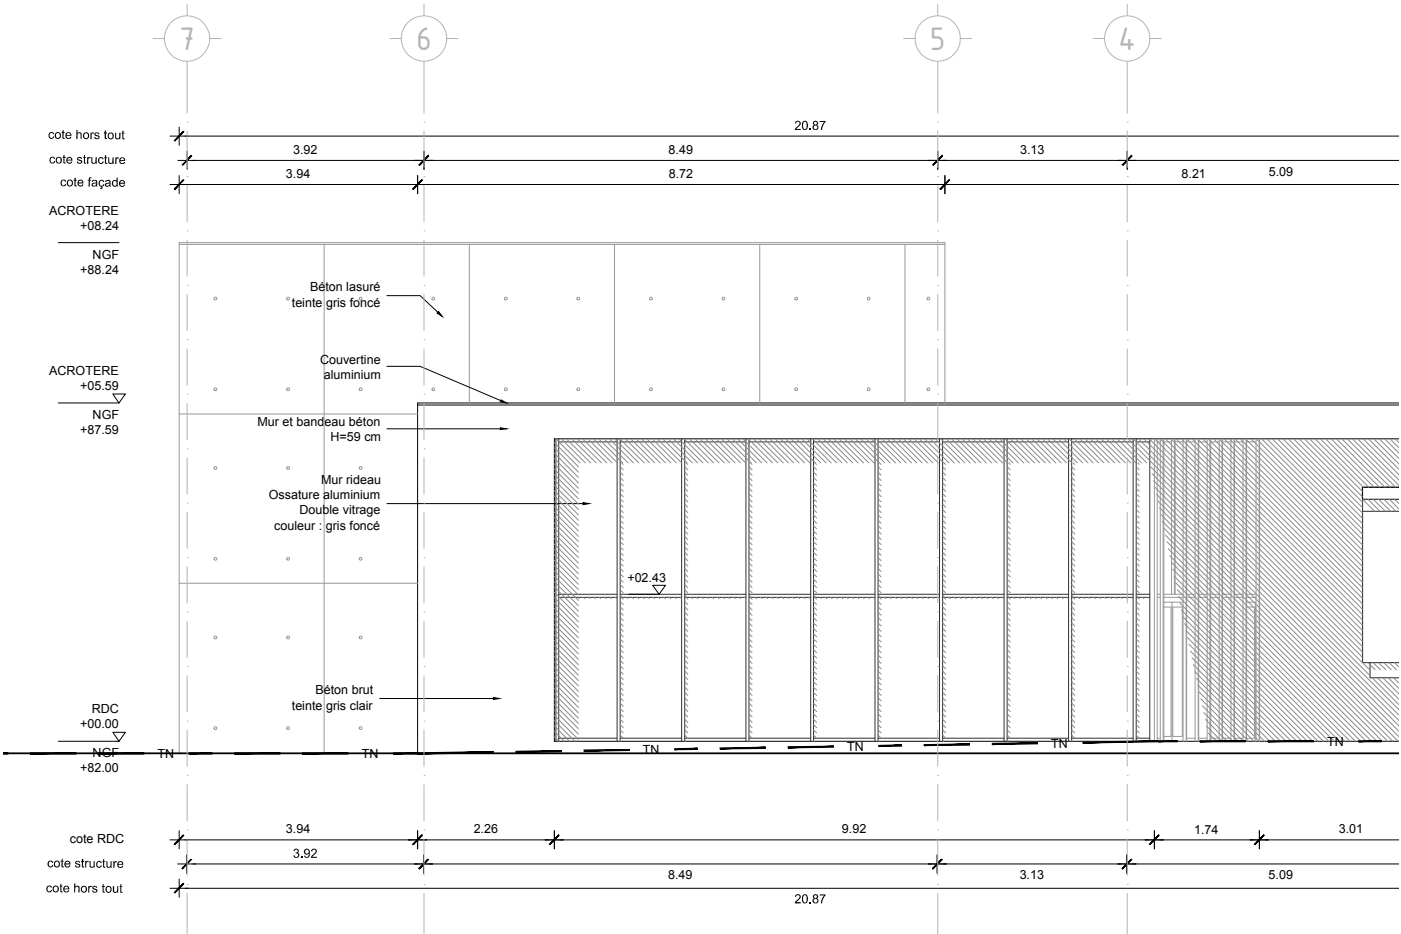 7
6
5
4
cote hors tout
20.87
cote structure
3.92
8.49
3.13
5.09
cote façade
3.94
8.72
8.21
ACROTERE
+08.24
NGF
+88.24
Béton lasuré
teinte gris foncé
Couvertine
aluminium
ACROTERE
+05.59
NGF
+87.59
Mur et bandeau béton
H=59 cm
Mur rideau
Ossature aluminium
Double vitrage
couleur : gris foncé
+02.43
Béton brut
teinte gris clair
RDC
+00.00
NGF
+82.00
TN
TN
TN
TN
TN
TN
cote RDC
3.94
2.26
9.92
1.74
3.01
cote structure
3.92
8.49
3.13
5.09
cote hors tout
20.87